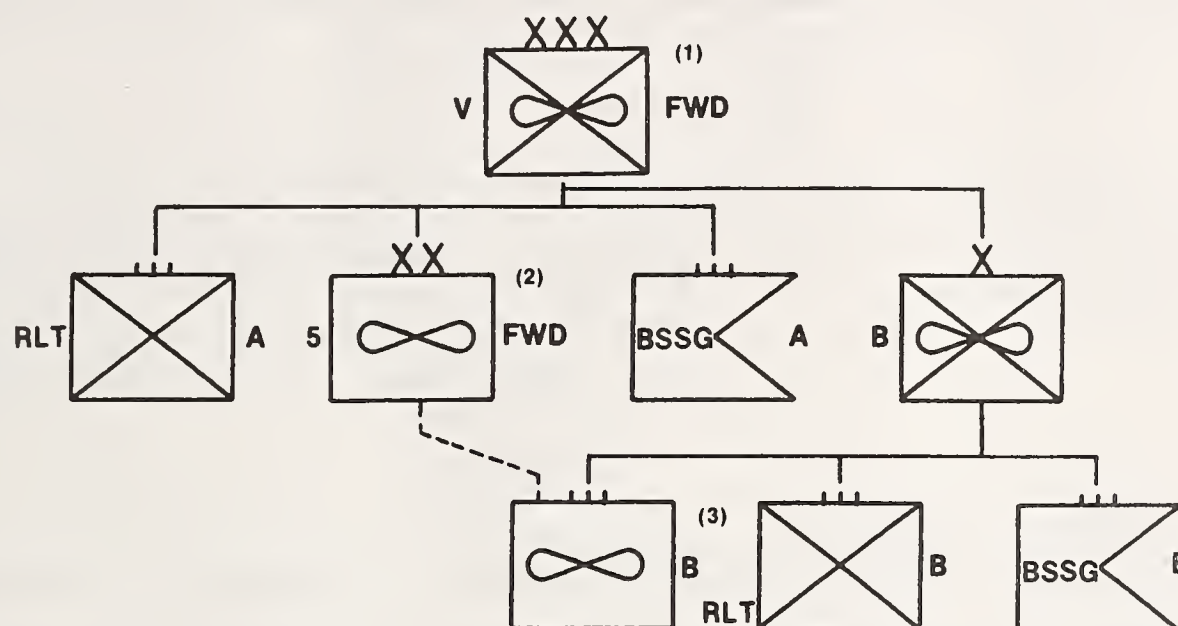 XXX
(1)
V FWD
XX
X
(2)
RLT A 5 FWD BSSG A B
(3)
B B BSSG
RLT